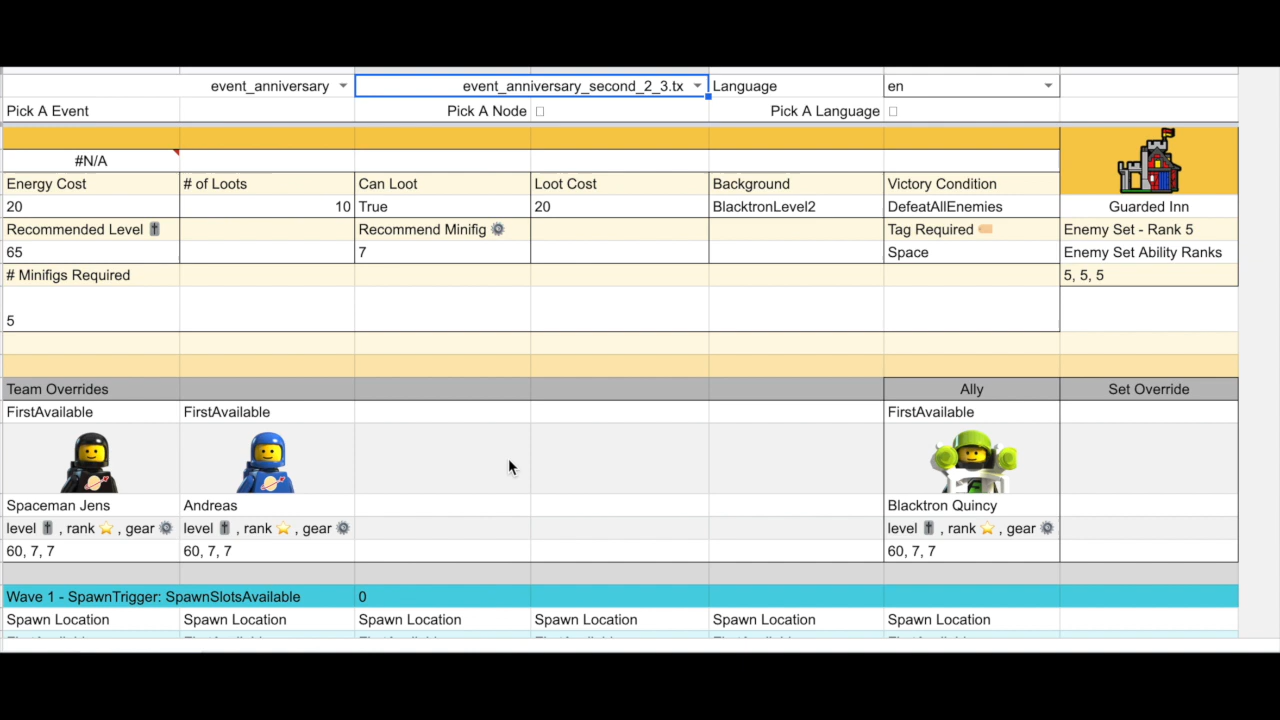 event_anniversary event_anniversary_second_2_3.tx Language en
Pick A Event Pick A Node Pick A Language
#N/A
Energy Cost # of Loots Can Loot Loot Cost Background Victory Condition
20 10 True 20 BlacktronLevel2 DefeatAllEnemies Guarded Inn
Recommended Level Recommend Minifig Tag Required Enemy Set - Rank 5
65 7 Space Enemy Set Ability Ranks
# Minifigs Required 5, 5, 5
5
Team Overrides Ally Set Override
FirstAvailable FirstAvailable FirstAvailable
Spaceman Jens Andreas Blacktron Quincy
level , rank ⭐ , gear level , rank ⭐ , gear level , rank ⭐ , gear
60, 7, 7 60, 7, 7 60, 7, 7
Wave 1 - SpawnTrigger: SpawnSlotsAvailable 0
Spawn Location Spawn Location Spawn Location Spawn Location Spawn Location Spawn Location